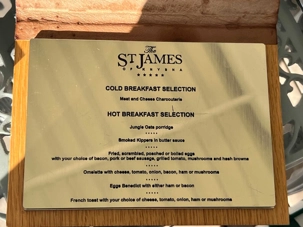 The
ST JAMES
COLD BREAKFAST SELECTION
Meat and Cheese Charcuterie
HOT BREAKFAST SELECTION
Jungle Oats porridge
*****
Smoked Kippers in butter sauce
*****
Fried, scrambled, poached or boiled eggs
with your choice of bacon, pork or beef sausage, grilled tomato, mushrooms and hash browns
*****
Omelette with cheese, tomato, onion, bacon, ham or mushrooms
*****
Eggs Benedict with either ham or bacon
*****
French toast with your choice of cheese, tomato, onion, ham or mushrooms